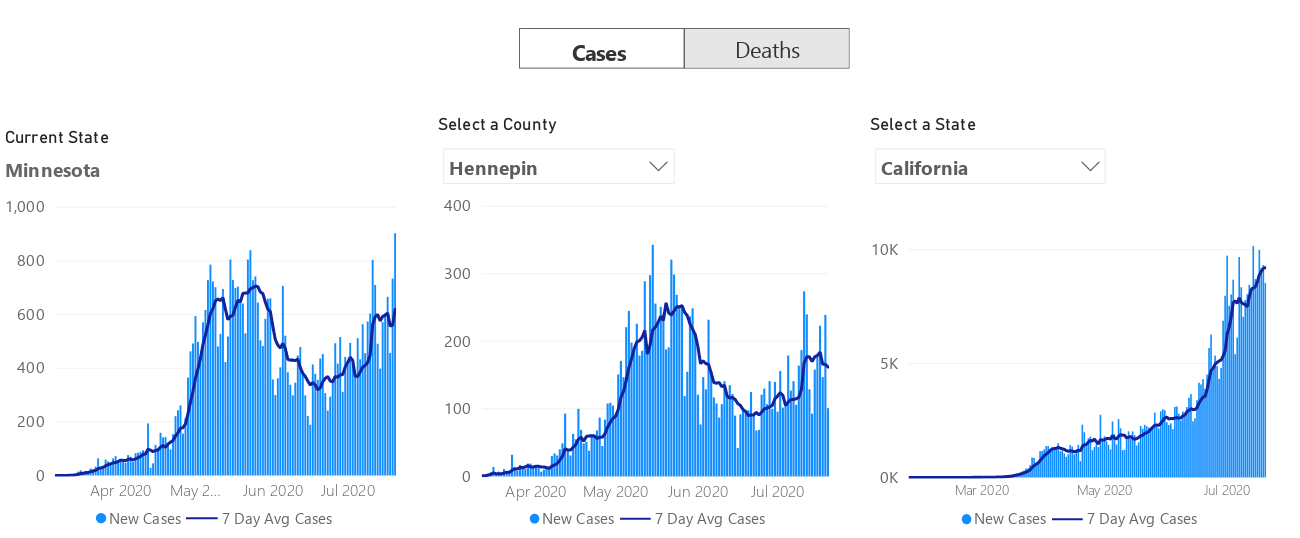 Cases Deaths
Current State
Minnesota
1,000
800
600
400
200
0
Apr 2020 May 2... Jun 2020 Jul 2020
New Cases 7 Day Avg Cases
Select a County
Hennepin
400
300
200
100
0
Apr 2020 May 2020 Jun 2020 Jul 2020
New Cases 7 Day Avg Cases
Select a State
California
10K
5K
0K
Mar 2020 May 2020 Jul 2020
New Cases 7 Day Avg Cases